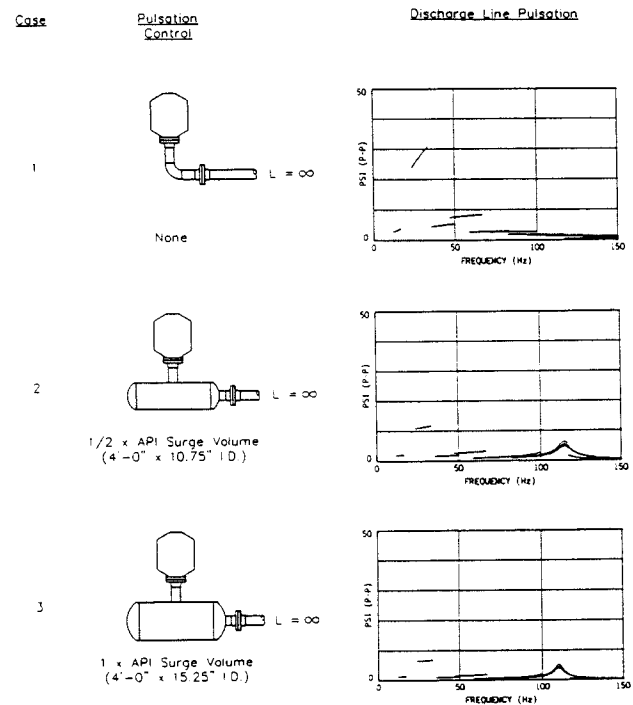 Case
Pulsation
Control
Discharge Line Pulsation
1
L = ∞
None
50
PSI (P-P)
0
0
50
100
150
FREQUENCY (Hz)
2
L = ∞
1/2 x API Surge Volume
(4'-0" x 10.75" I.D.)
50
PSI (P-P)
0
0
50
100
150
FREQUENCY (Hz)
3
L = ∞
1 x API Surge Volume
(4'-0" x 15.25" I.D.)
50
PSI (P-P)
0
0
50
100
150
FREQUENCY (Hz)